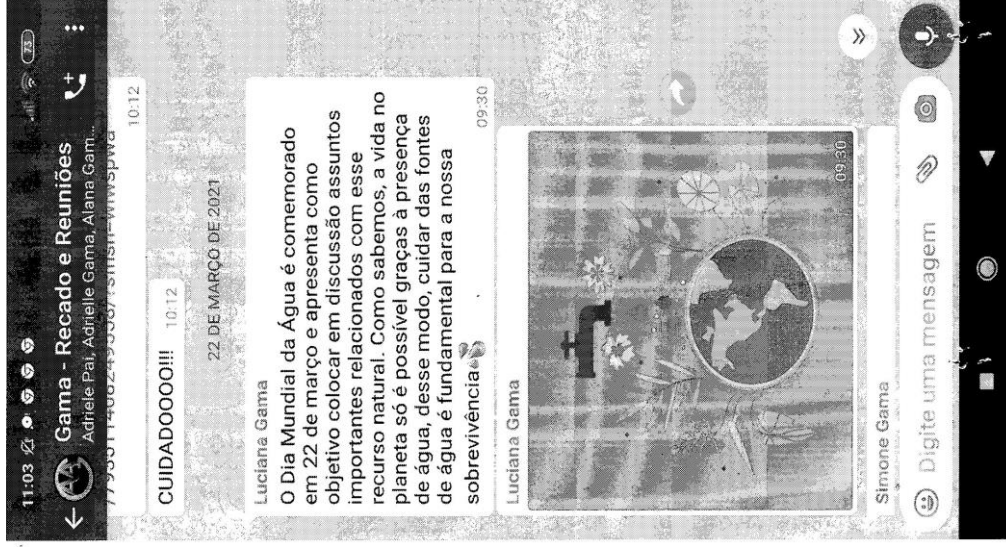 11:03
73
Gama - Recado e Reuniões
Adriele Pai, Adrielle Gama, Alana Gam...
10:12
CUIDADOOOO!!!
10:12
22 DE MARÇO DE 2021
Luciana Gama
O Dia Mundial da Água é comemorado
em 22 de março e apresenta como
objetivo colocar em discussão assuntos
importantes relacionados com esse
recurso natural. Como sabemos, a vida no
planeta só é possível graças à presença
de água, desse modo, cuidar das fontes
de água é fundamental para a nossa
sobrevivência
09:30
Luciana Gama
09:30
Simone Gama
Digite uma mensagem